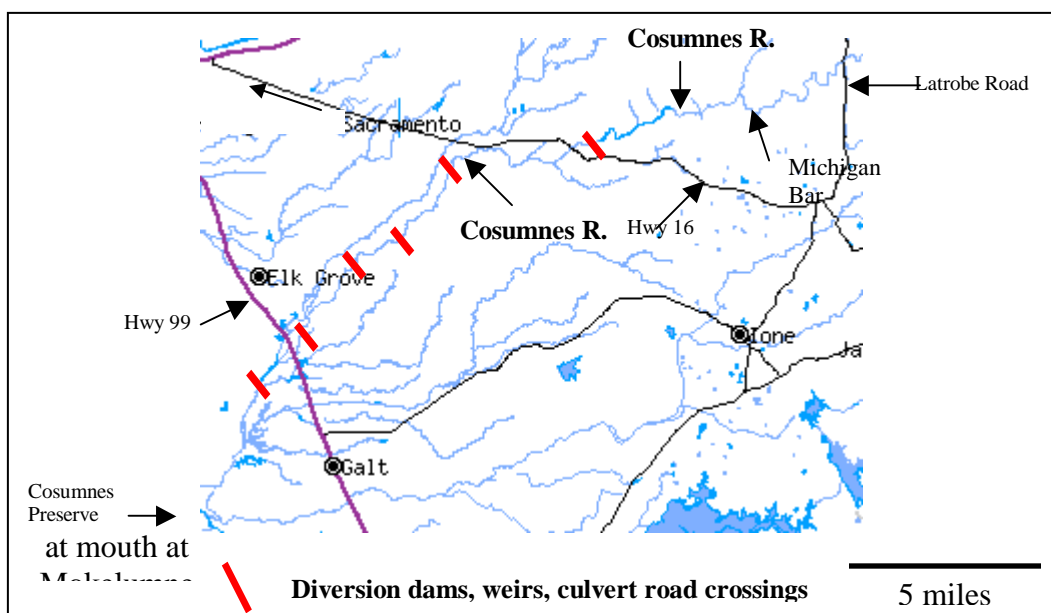 Cosumnes R.
Latrobe Road
Sacramento
Michigan
Bar
Cosumnes R.
Hwy 16
Elk Grove
Hwy 99
Ione
Ja
Galt
Cosumnes
Preserve
at mouth at
Diversion dams, weirs, culvert road crossings
5 miles